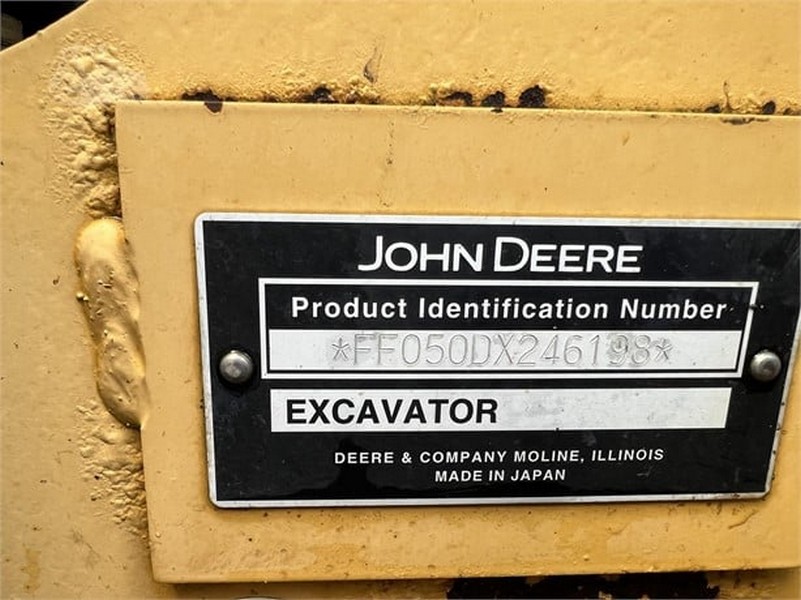 JOHN DEERE
Product Identification Number
*FF050DX246198*
EXCAVATOR
DEERE & COMPANY MOLINE, ILLINOIS
MADE IN JAPAN